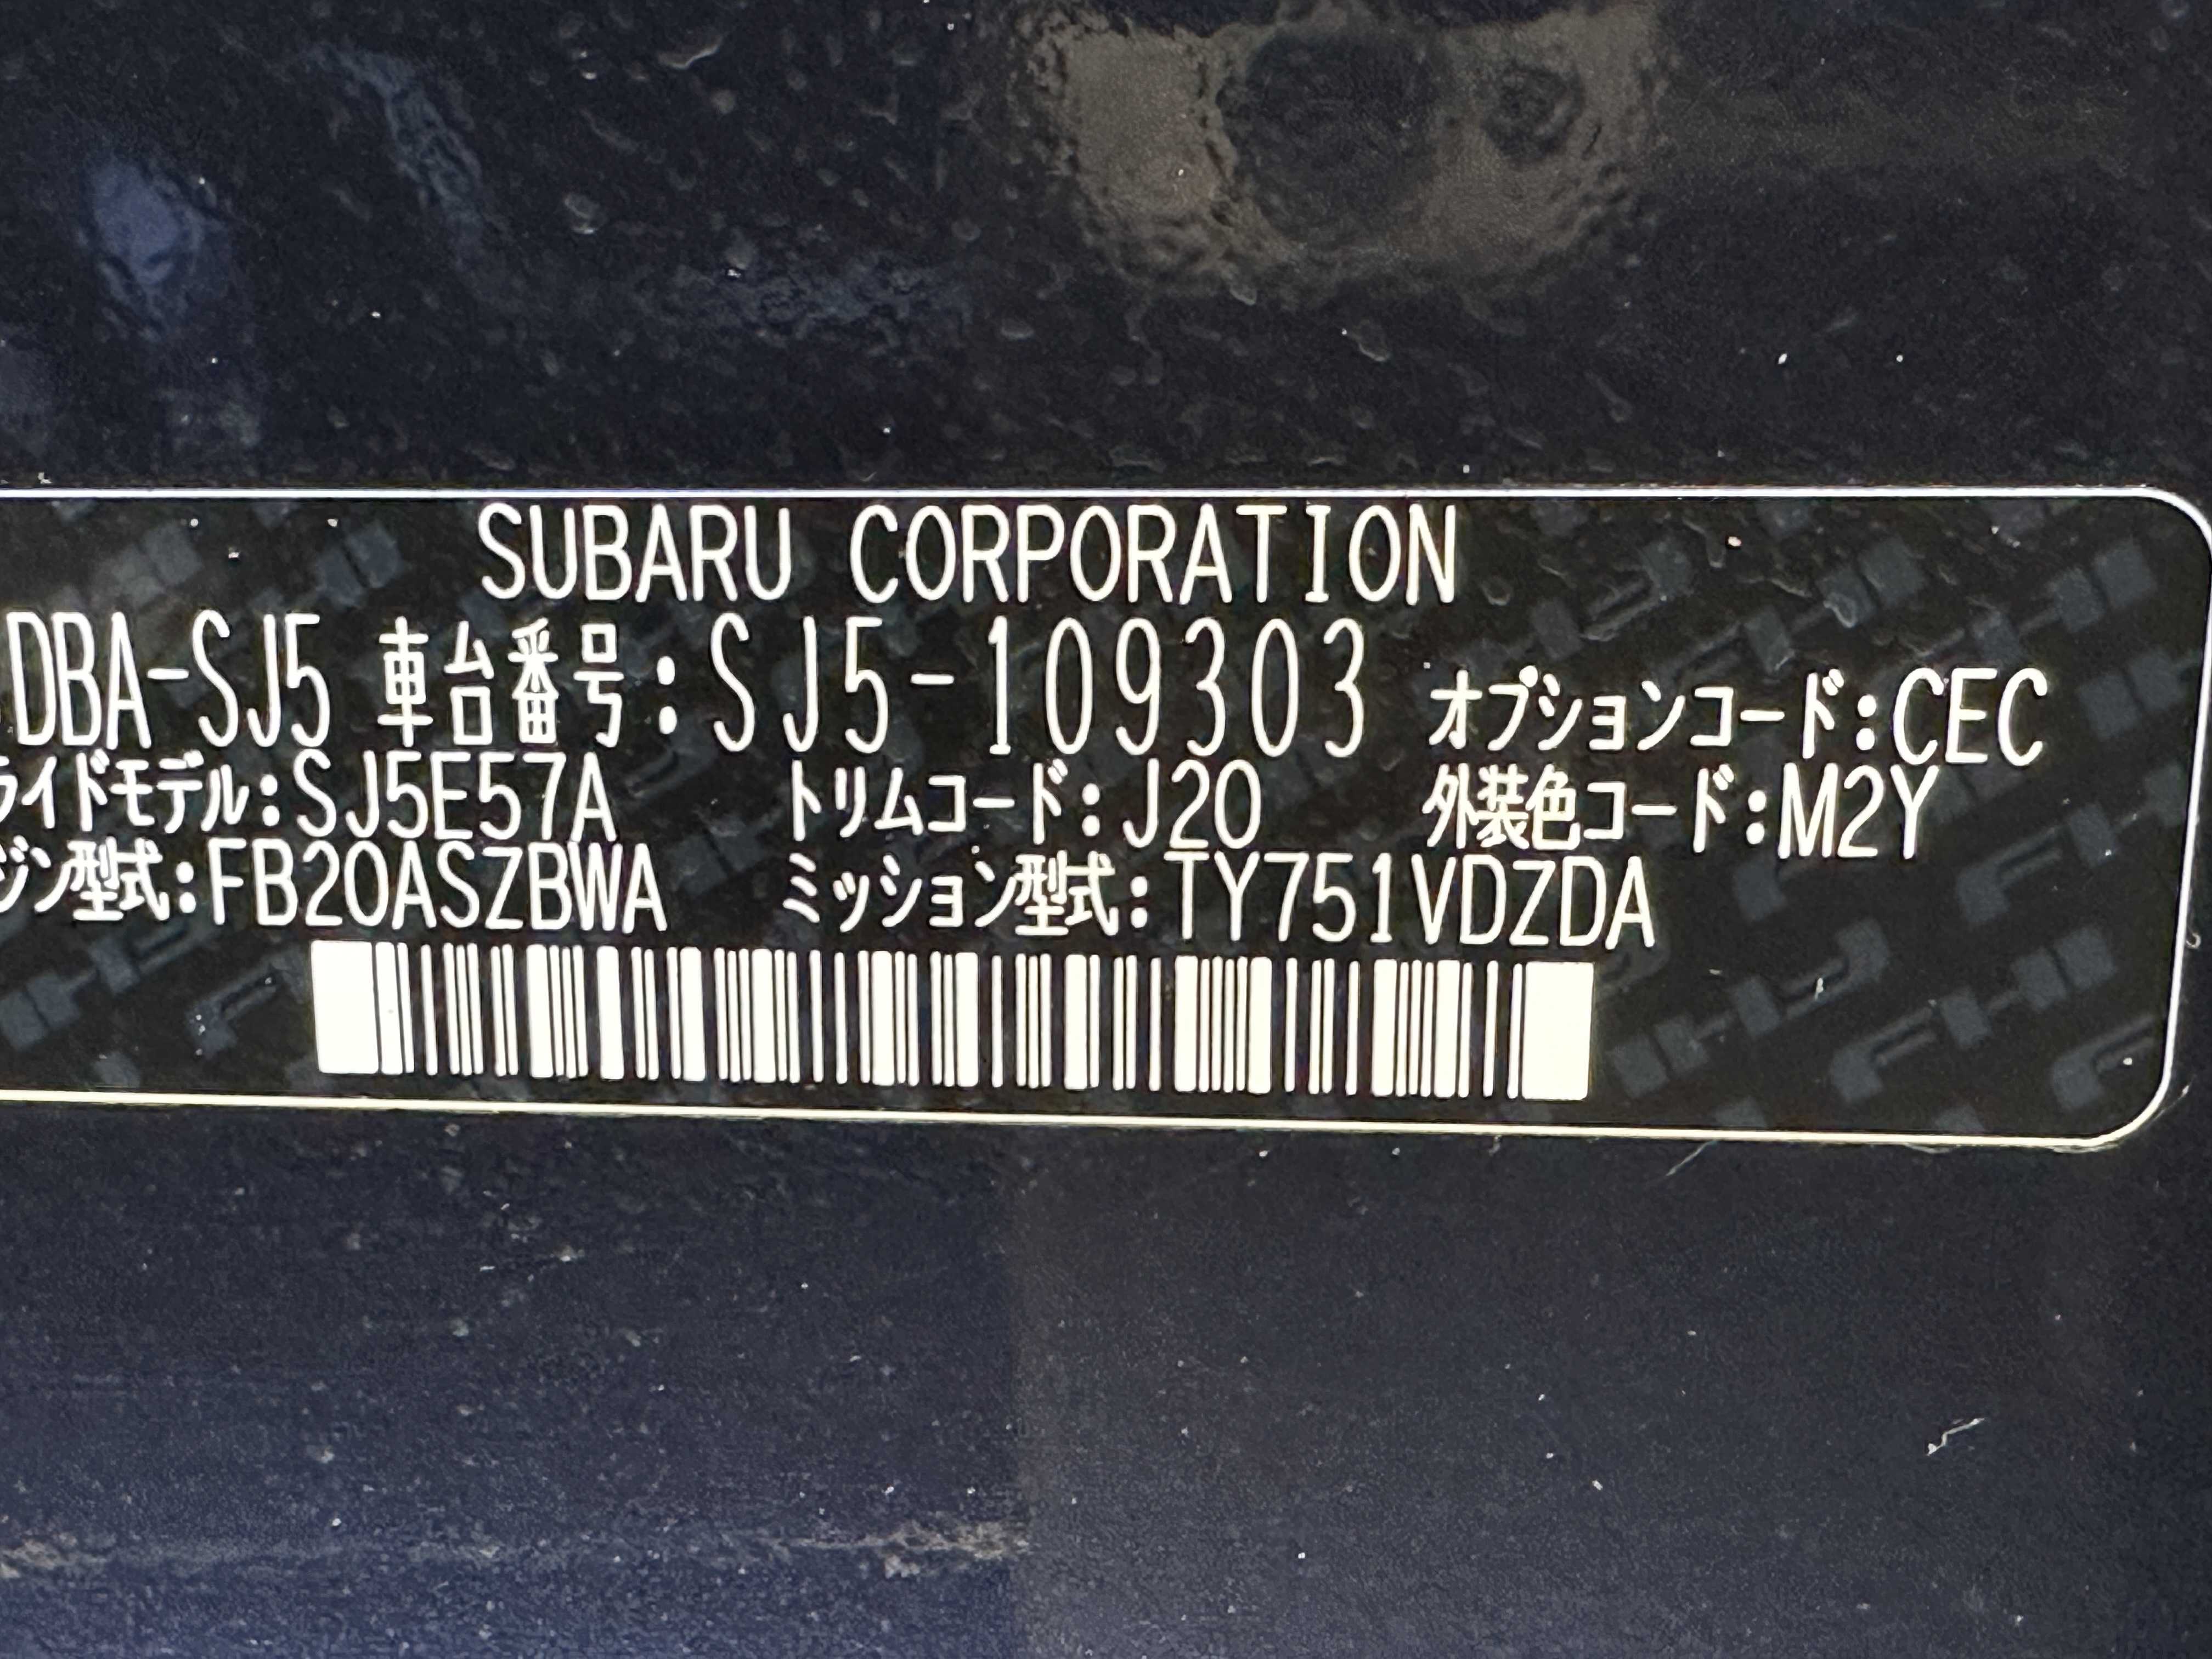 SUBARU CORPORATION
DBA-SJ5 車台番号:SJ5-109303 オプションコード:CEC
ライドモデル:SJ5E57A トリムコード:J20 外装色コード:M2Y
ジン型式:FB20ASZBWA ミッション型式:TY751VDZDA